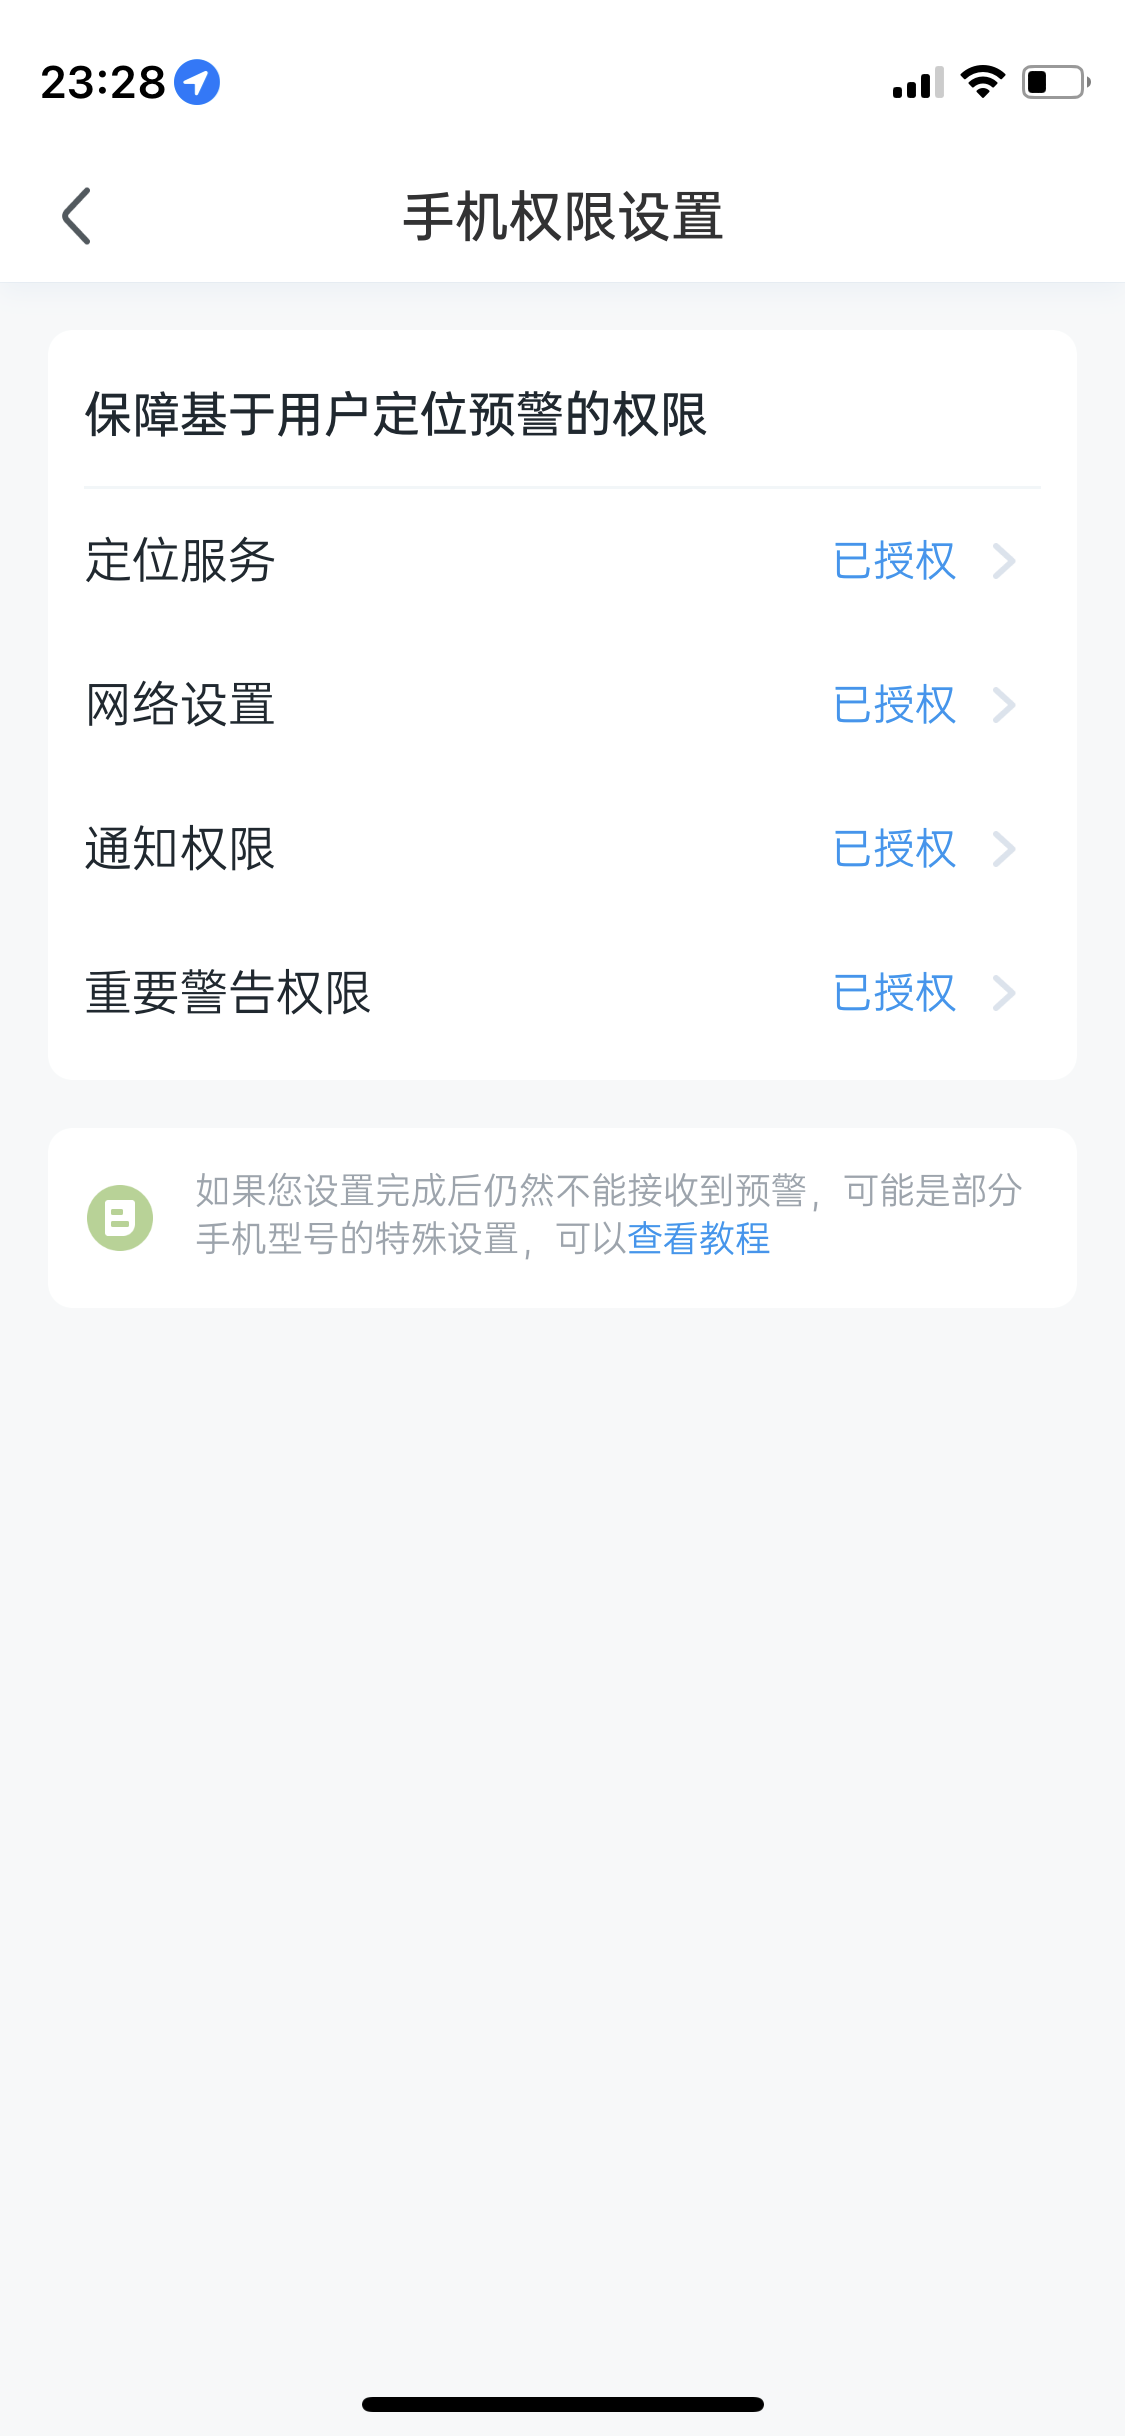 23:28
手机权限设置
保障基于用户定位预警的权限
定位服务 已授权
网络设置 已授权
通知权限 已授权
重要警告权限 已授权
如果您设置完成后仍然不能接收到预警，可能是部分
手机型号的特殊设置，可以查看教程